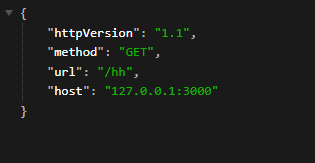 {
"httpVersion": "1.1",
"method": "GET",
"url": "/hh",
"host": "127.0.0.1:3000"
}